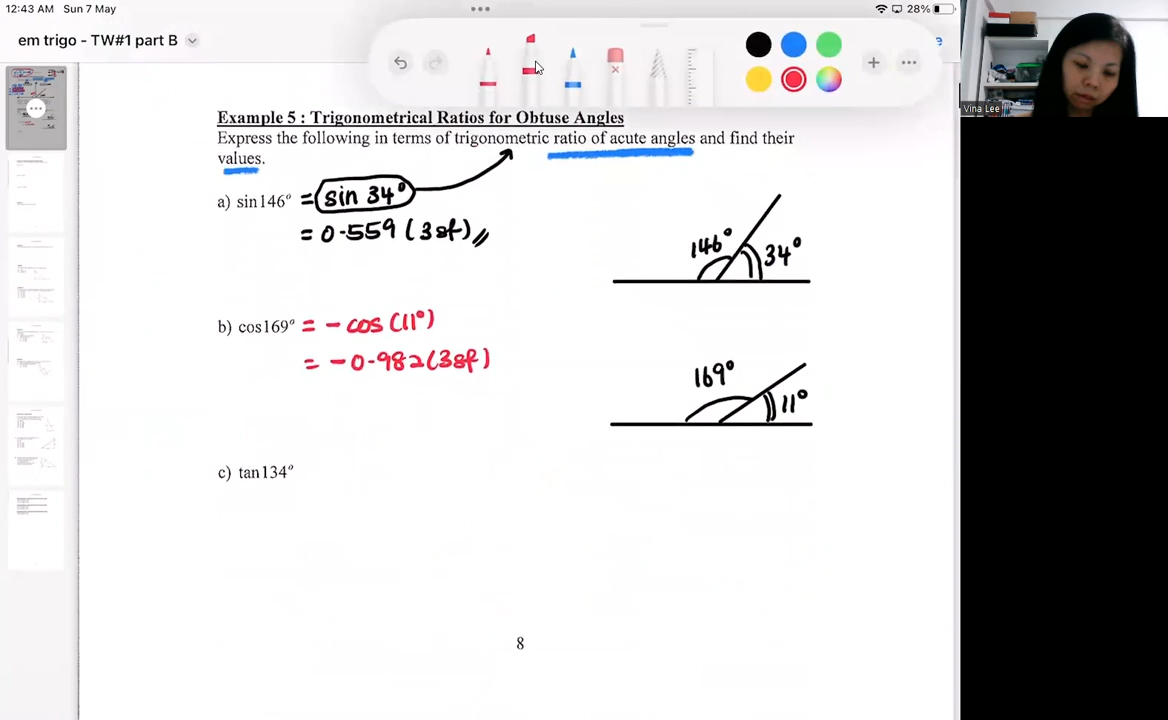 12:43 AM Sun 7 May
28%
em trigo - TW#1 part B
Vina Lee
Example 5 : Trigonometrical Ratios for Obtuse Angles
Express the following in terms of trigonometric ratio of acute angles and find their
values.
a) sin146° = sin 34°
= 0.559 (3sf)
146° 34°
b) cos169° = -cos (11°)
= -0.982 (3sf)
169° 11°
c) tan134°
8